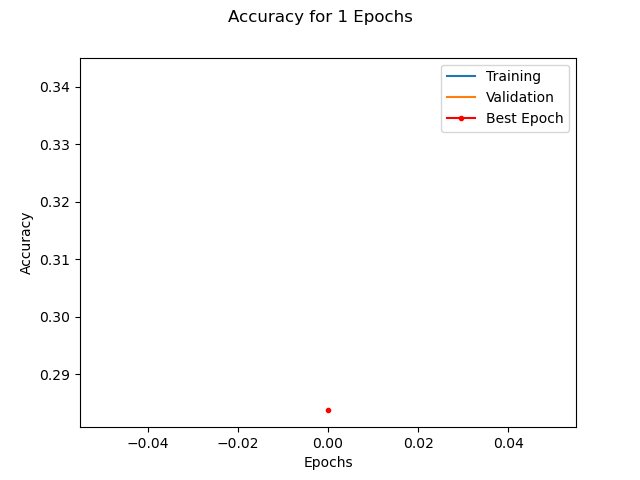 Accuracy for 1 Epochs
Training
Validation
Best Epoch
0.34
0.33
0.32
0.31
0.30
0.29
Accuracy
−0.04
−0.02
0.00
0.02
0.04
Epochs